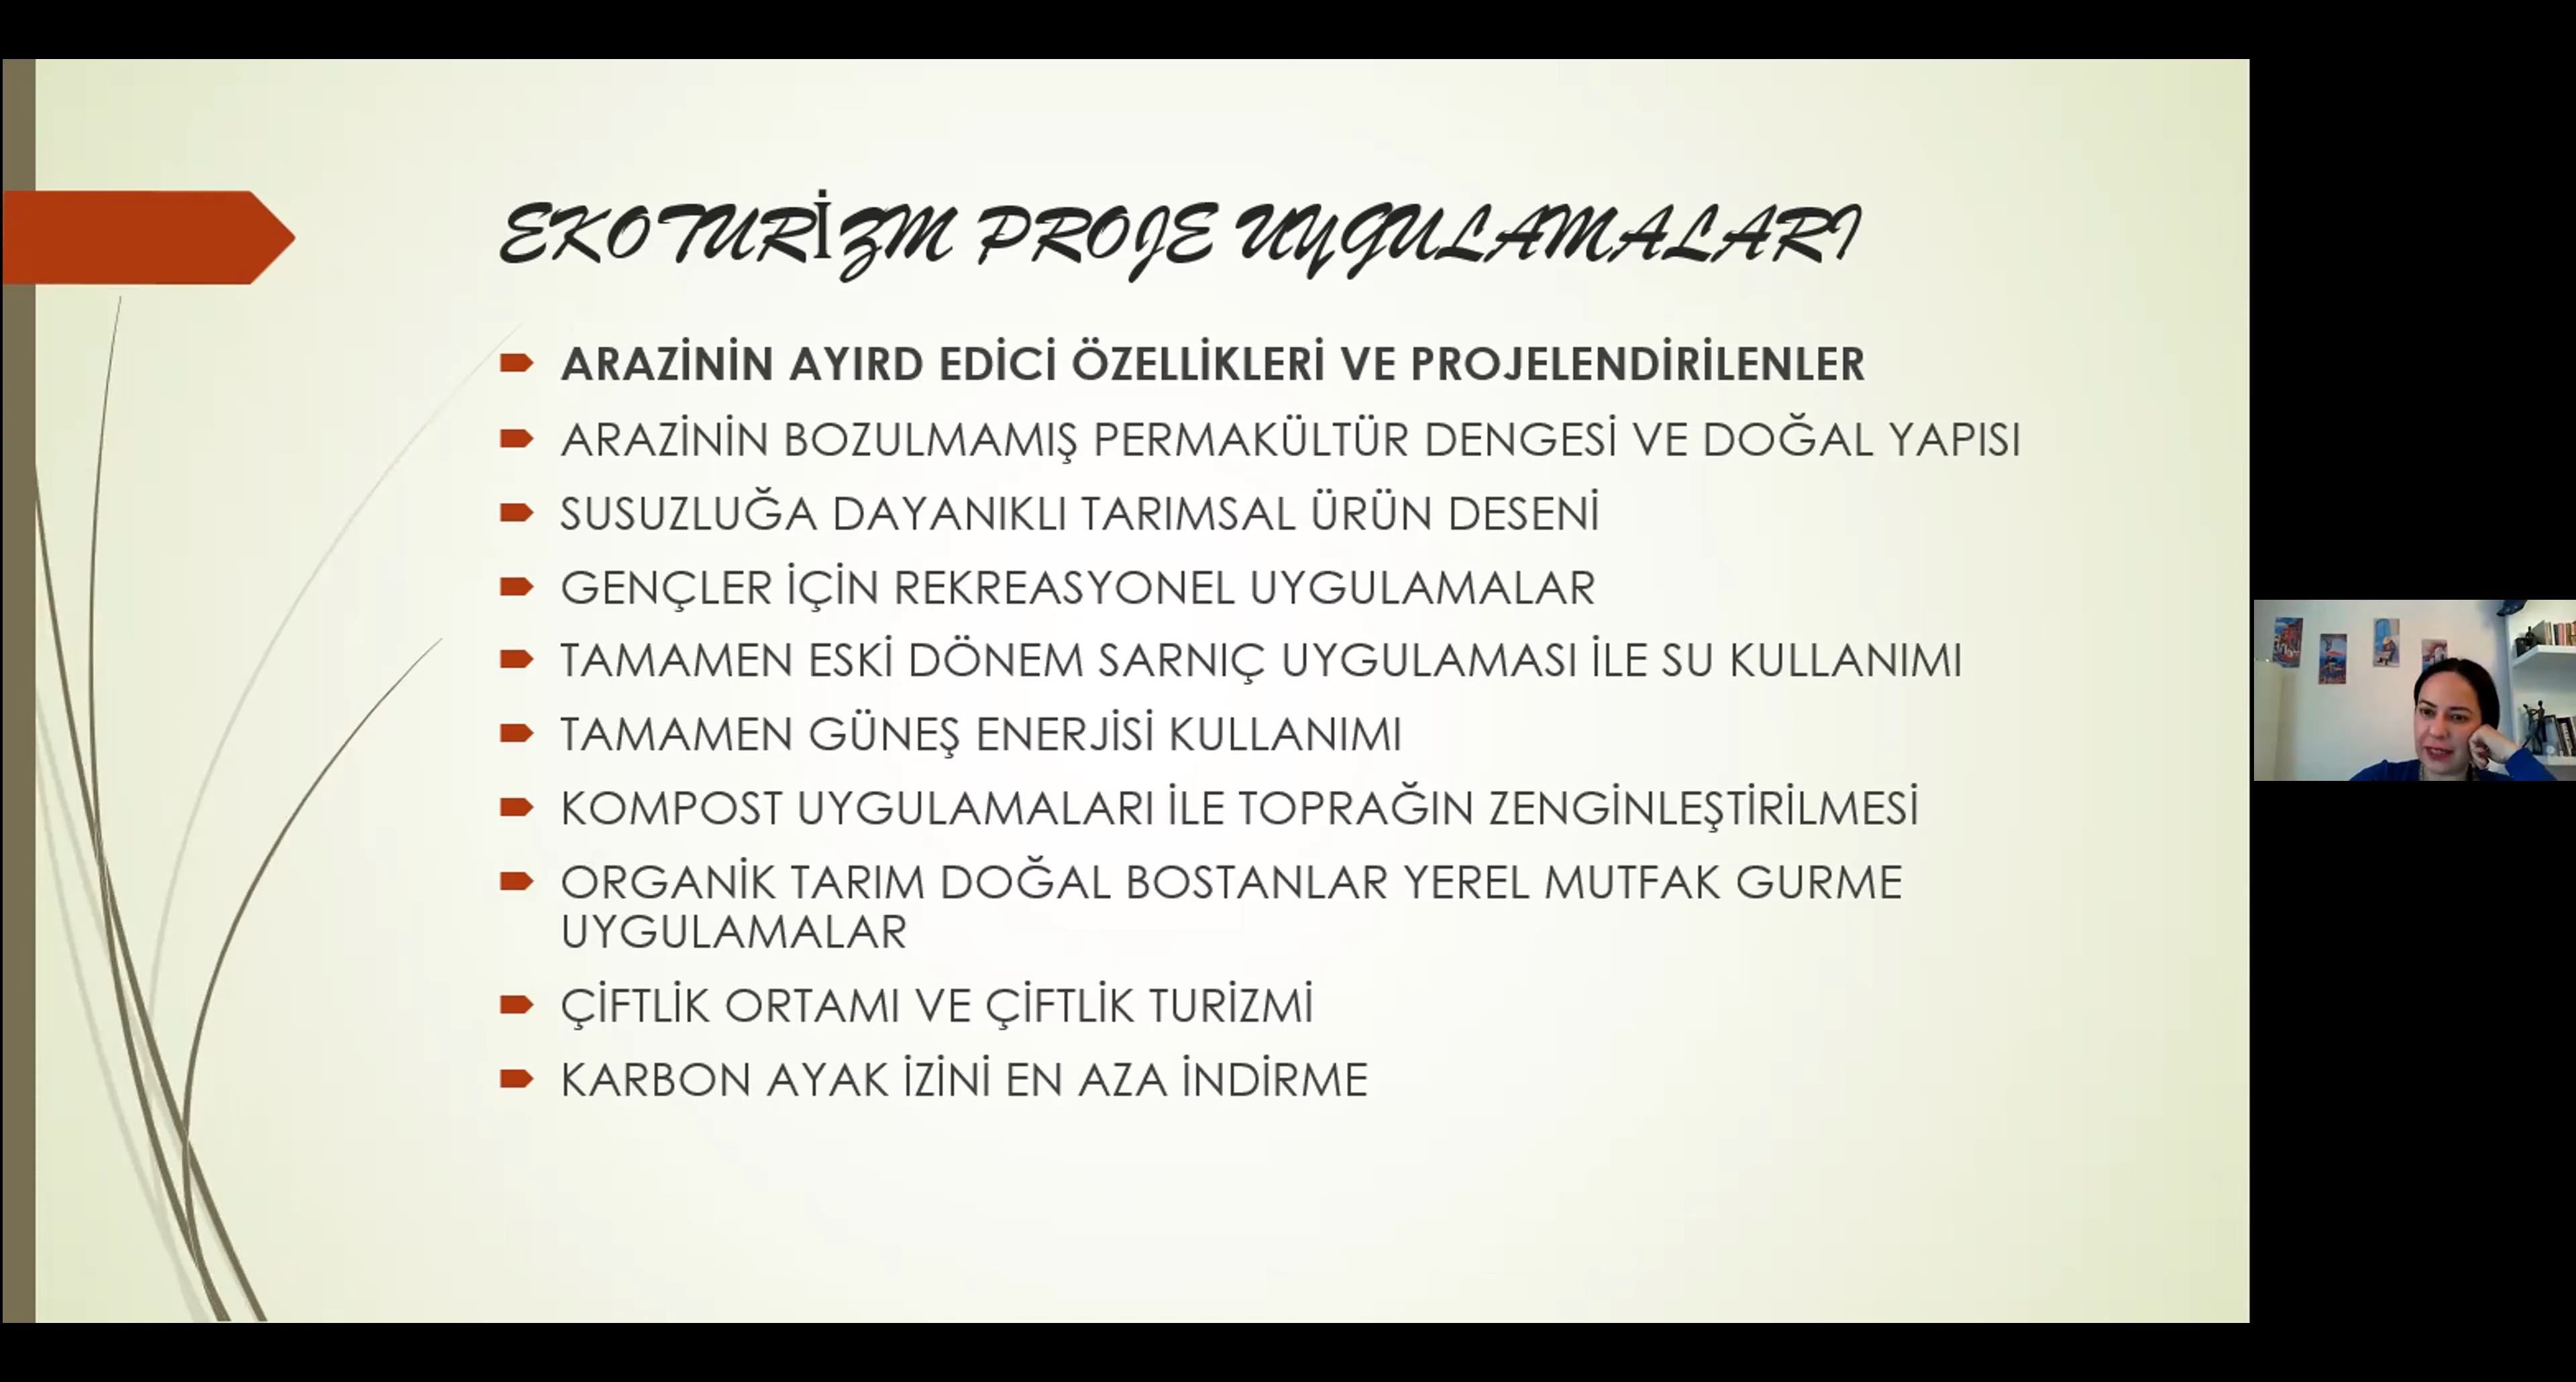 EKOTURİZM PROJE UYGULAMALARI
ARAZİNİN AYIRD EDİCİ ÖZELLİKLERİ VE PROJELENDİRİLENLER
ARAZİNİN BOZULMAMIŞ PERMAKÜLTÜR DENGESİ VE DOĞAL YAPISI
SUSUZLUĞA DAYANIKLI TARIMSAL ÜRÜN DESENİ
GENÇLER İÇİN REKREASYONEL UYGULAMALAR
TAMAMEN ESKİ DÖNEM SARNIÇ UYGULAMASI İLE SU KULLANIMI
TAMAMEN GÜNEŞ ENERJİSİ KULLANIMI
KOMPOST UYGULAMALARI İLE TOPRAĞIN ZENGİNLEŞTİRİLMESİ
ORGANİK TARIM DOĞAL BOSTANLAR YEREL MUTFAK GURME
UYGULAMALAR
ÇİFTLİK ORTAMI VE ÇİFTLİK TURİZMİ
KARBON AYAK İZİNİ EN AZA İNDİRME